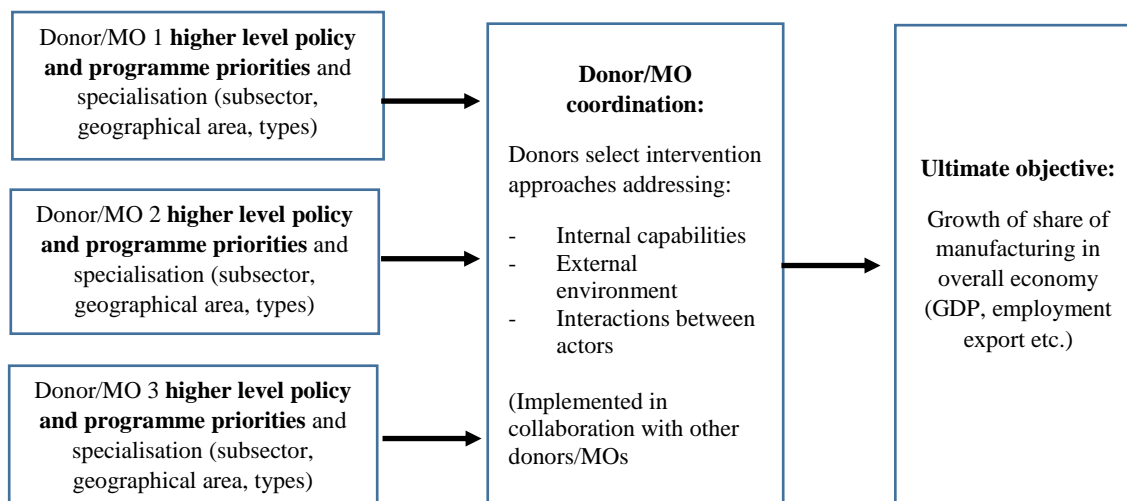 Donor/MO 1 higher level policy
and programme priorities and
specialisation (subsector,
geographical area, types)
Donor/MO 2 higher level policy
and programme priorities and
specialisation (subsector,
geographical area, types)
Donor/MO 3 higher level policy
and programme priorities and
specialisation (subsector,
geographical area, types)
Donor/MO
coordination:
Donors select intervention
approaches addressing:
- Internal capabilities
- External
environment
- Interactions between
actors
(Implemented in
collaboration with other
donors/MOs
Ultimate objective:
Growth of share of
manufacturing in
overall economy
(GDP, employment
export etc.)